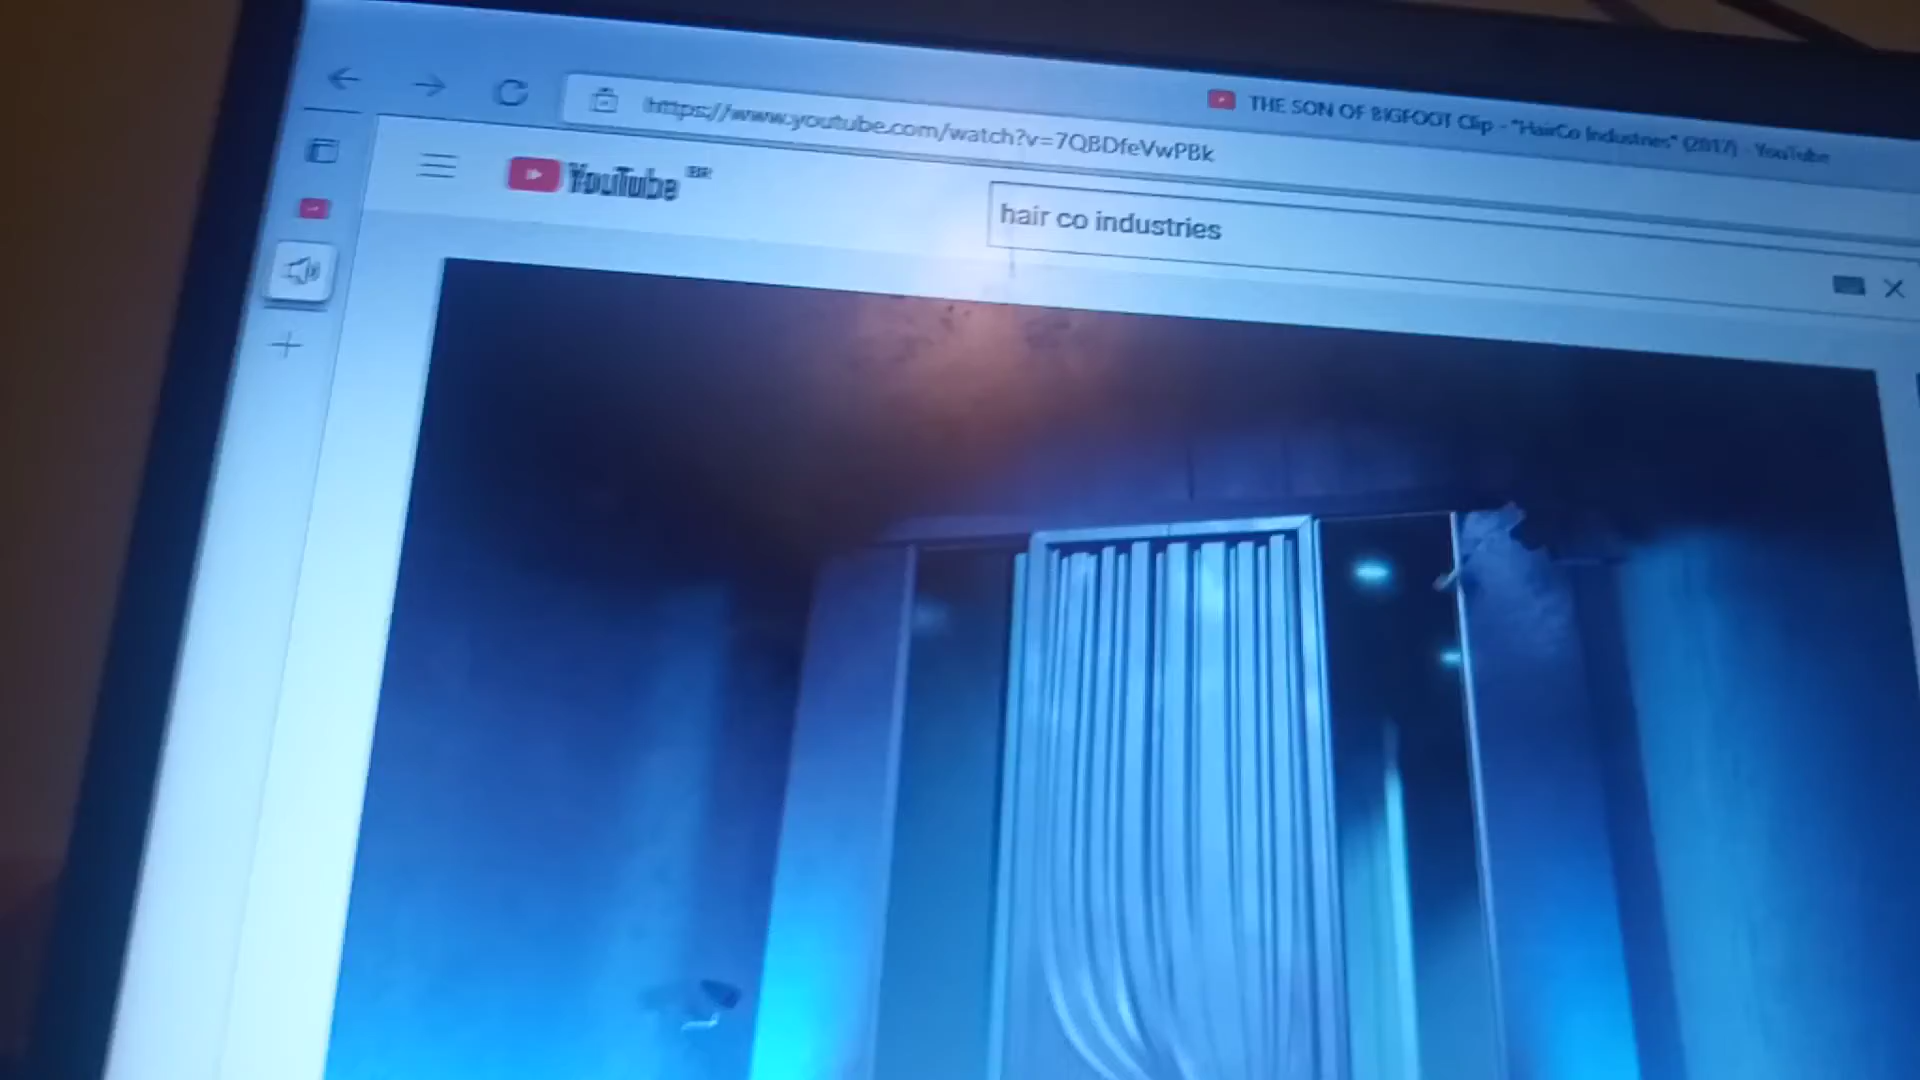 THE SON OF BIGFOOT Clip - "HairCo Industries" (2017) - YouTube
https://www.youtube.com/watch?v=7QBDfeVwPBk
YouTube BR
hair co industries